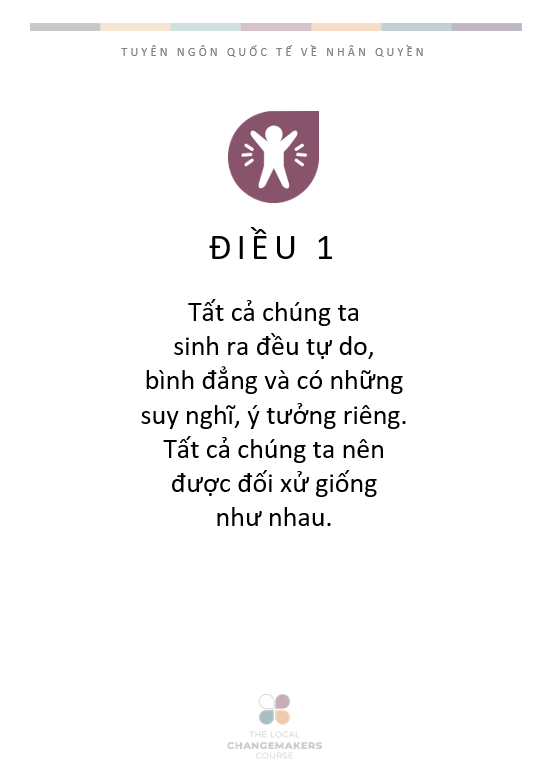 TUYÊN NGÔN QUỐC TẾ VỀ NHÂN QUYỀN
ĐIỀU 1
Tất cả chúng ta
sinh ra đều tự do,
bình đẳng và có những
suy nghĩ, ý tưởng riêng.
Tất cả chúng ta nên
được đối xử giống
như nhau.
THE LOCAL
CHANGEMAKERS
COURSE